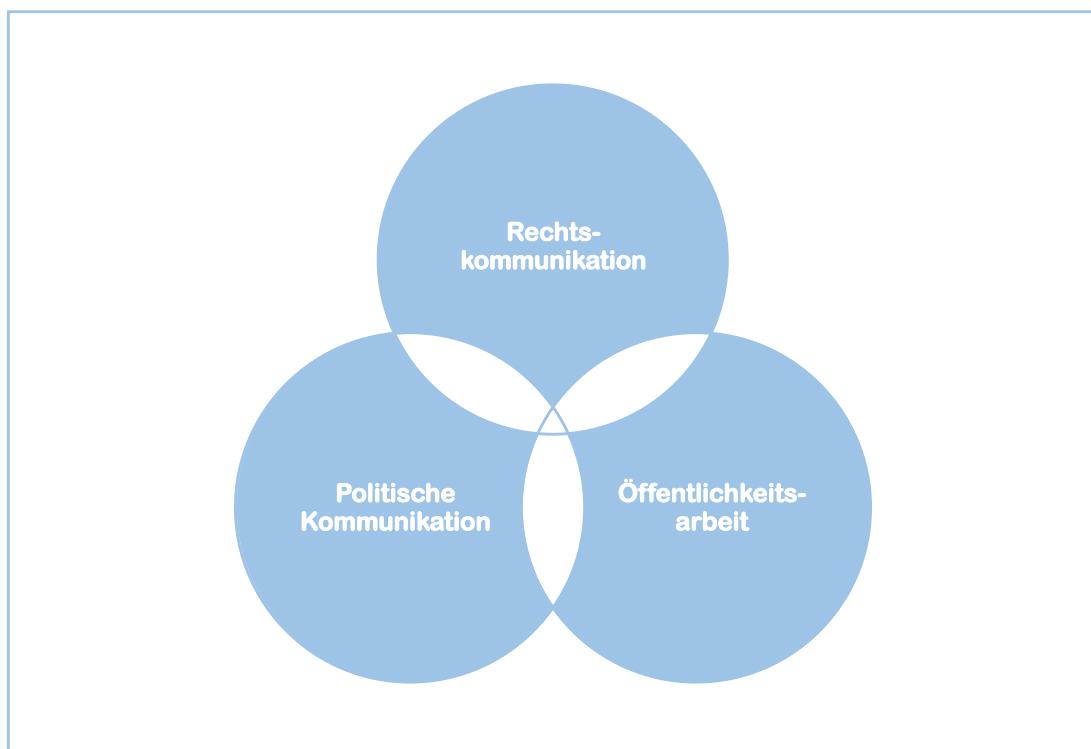 Rechts-
kommunikation
Politische
Kommunikation
Öffentlichkeits-
arbeit